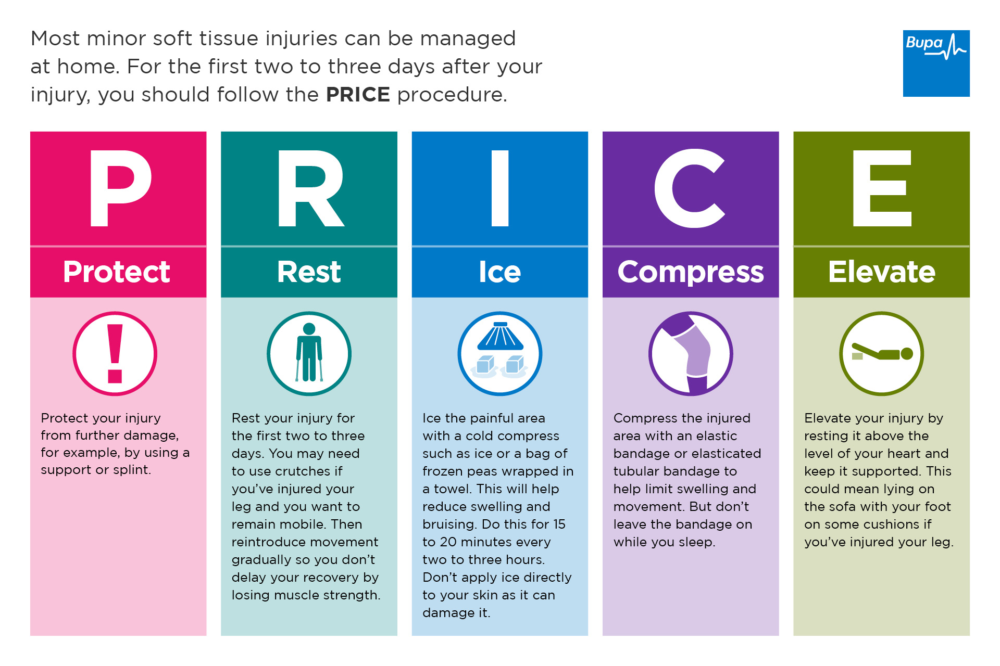 Most minor soft tissue injuries can be managed
at home. For the first two to three days after your
injury, you should follow the PRICE procedure.
Bupa
P
Protect
Protect your injury
from further damage,
for example, by using a
support or splint.
R
Rest
Rest your injury for
the first two to three
days. You may need
to use crutches if
you’ve injured your
leg and you want to
remain mobile. Then
reintroduce movement
gradually so you don’t
delay your recovery by
losing muscle strength.
I
Ice
Ice the painful area
with a cold compress
such as ice or a bag of
frozen peas wrapped in
a towel. This will help
reduce swelling and
bruising. Do this for 15
to 20 minutes every
two to three hours.
Don’t apply ice directly
to your skin as it can
damage it.
C
Compress
Compress the injured
area with an elastic
bandage or elasticated
tubular bandage to
help limit swelling and
movement. But don’t
leave the bandage on
while you sleep.
E
Elevate
Elevate your injury by
resting it above the
level of your heart and
keep it supported. This
could mean lying on
the sofa with your foot
on some cushions if
you’ve injured your leg.